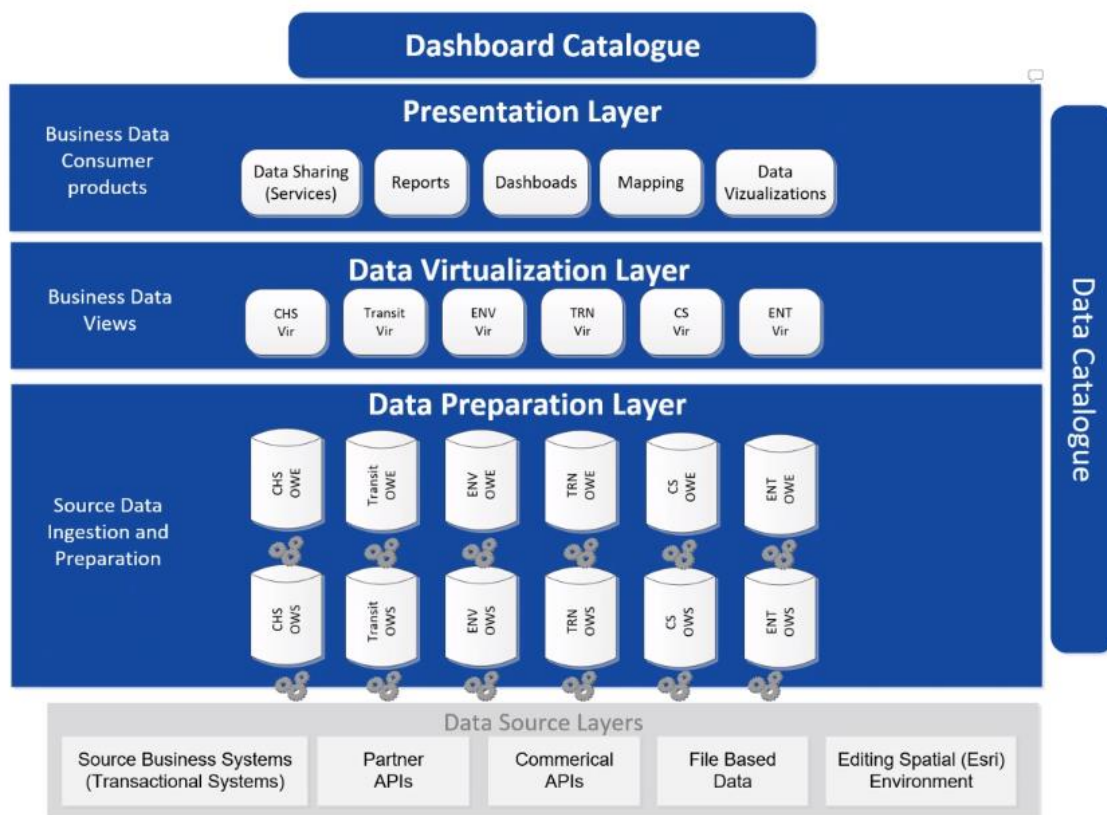 Dashboard Catalogue
Presentation Layer
Business Data
Consumer
products
Data Sharing
(Services)
Reports
Dashboads
Mapping
Data
Vizualizations
Data Virtualization Layer
Business Data
Views
CHS
Vir
Transit
Vir
ENV
Vir
TRN
Vir
CS
Vir
ENT
Vir
Data Preparation Layer
Source Data
Ingestion and
Preparation
CHS
OWE
Transit
OWE
ENV
OWE
TRN
OWE
CS
OWE
ENT
OWE
CHS
OWS
Transit
OWS
ENV
OWS
TRN
OWS
CS
OWS
ENT
OWS
Data Catalogue
Data Source Layers
Source Business Systems
(Transactional Systems)
Partner
APIs
Commerical
APIs
File Based
Data
Editing Spatial (Esri)
Environment